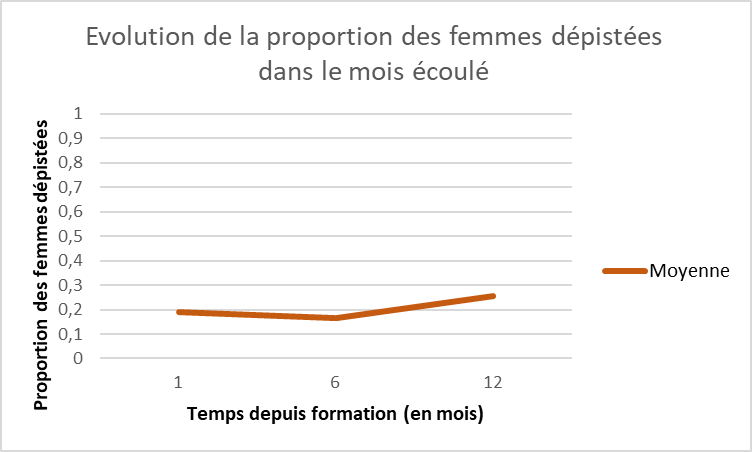 Evolution de la proportion des femmes dépistées
dans le mois écoulé
Proportion des femmes dépistées
1
0,9
0,8
0,7
0,6
0,5
0,4
0,3
0,2
0,1
0
1 6 12
Temps depuis formation (en mois)
Moyenne